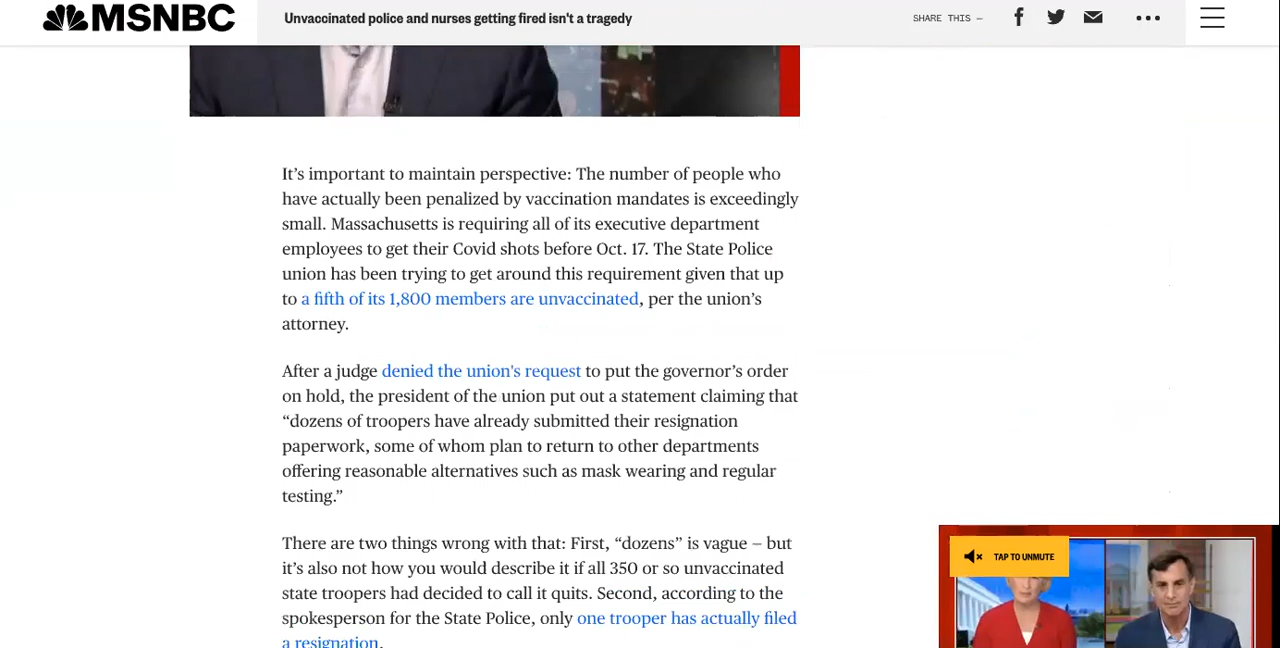 MSNBC
Unvaccinated police and nurses getting fired isn't a tragedy
SHARE THIS —
It’s important to maintain perspective: The number of people who
have actually been penalized by vaccination mandates is exceedingly
small. Massachusetts is requiring all of its executive department
employees to get their Covid shots before Oct. 17. The State Police
union has been trying to get around this requirement given that up
to a fifth of its 1,800 members are unvaccinated, per the union’s
attorney.
After a judge denied the union's request to put the governor’s order
on hold, the president of the union put out a statement claiming that
“dozens of troopers have already submitted their resignation
paperwork, some of whom plan to return to other departments
offering reasonable alternatives such as mask wearing and regular
testing.”
There are two things wrong with that: First, “dozens” is vague — but
it’s also not how you would describe it if all 350 or so unvaccinated
state troopers had decided to call it quits. Second, according to the
spokesperson for the State Police, only one trooper has actually filed
a resignation.
TAP TO UNMUTE